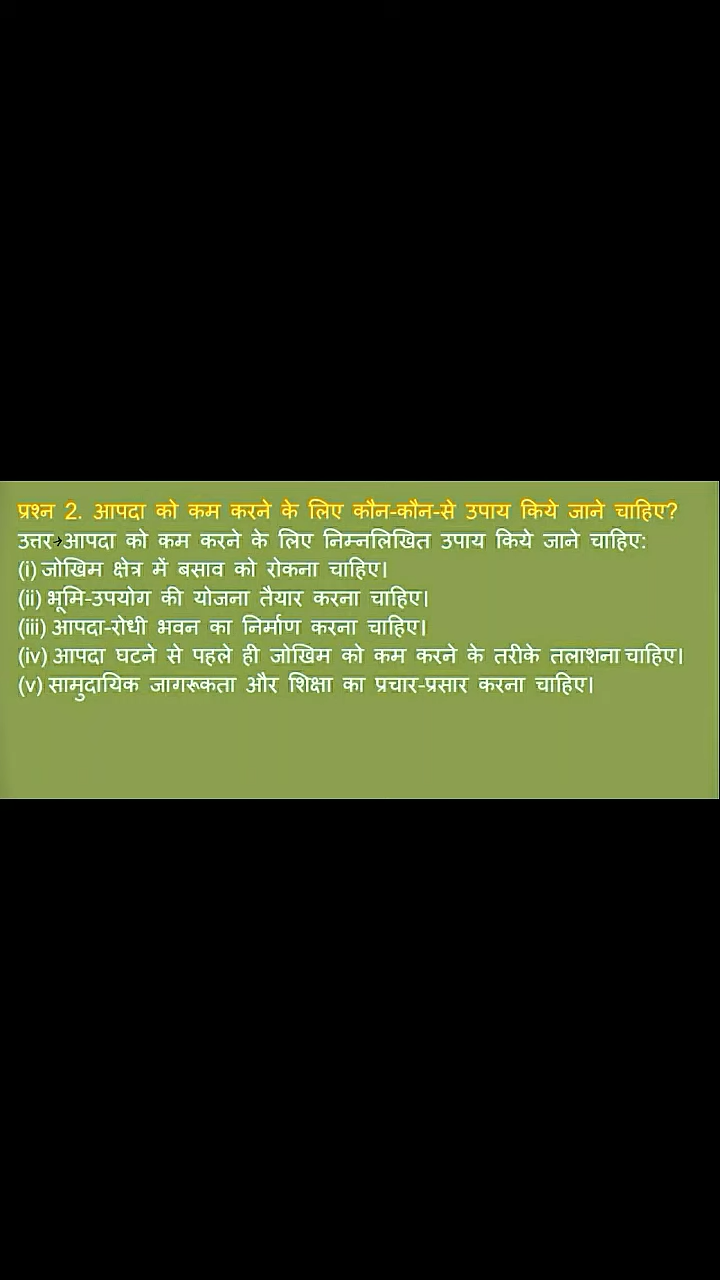 प्रश्न 2. आपदा को कम करने के लिए कौन-कौन-से उपाय किये जाने चाहिए?
उत्तर→आपदा को कम करने के लिए निम्नलिखित उपाय किये जाने चाहिए:
(i) जोखिम क्षेत्र में बसाव को रोकना चाहिए।
(ii) भूमि-उपयोग की योजना तैयार करना चाहिए।
(iii) आपदा-रोधी भवन का निर्माण करना चाहिए।
(iv) आपदा घटने से पहले ही जोखिम को कम करने के तरीके तलाशना चाहिए।
(v) सामुदायिक जागरूकता और शिक्षा का प्रचार-प्रसार करना चाहिए।